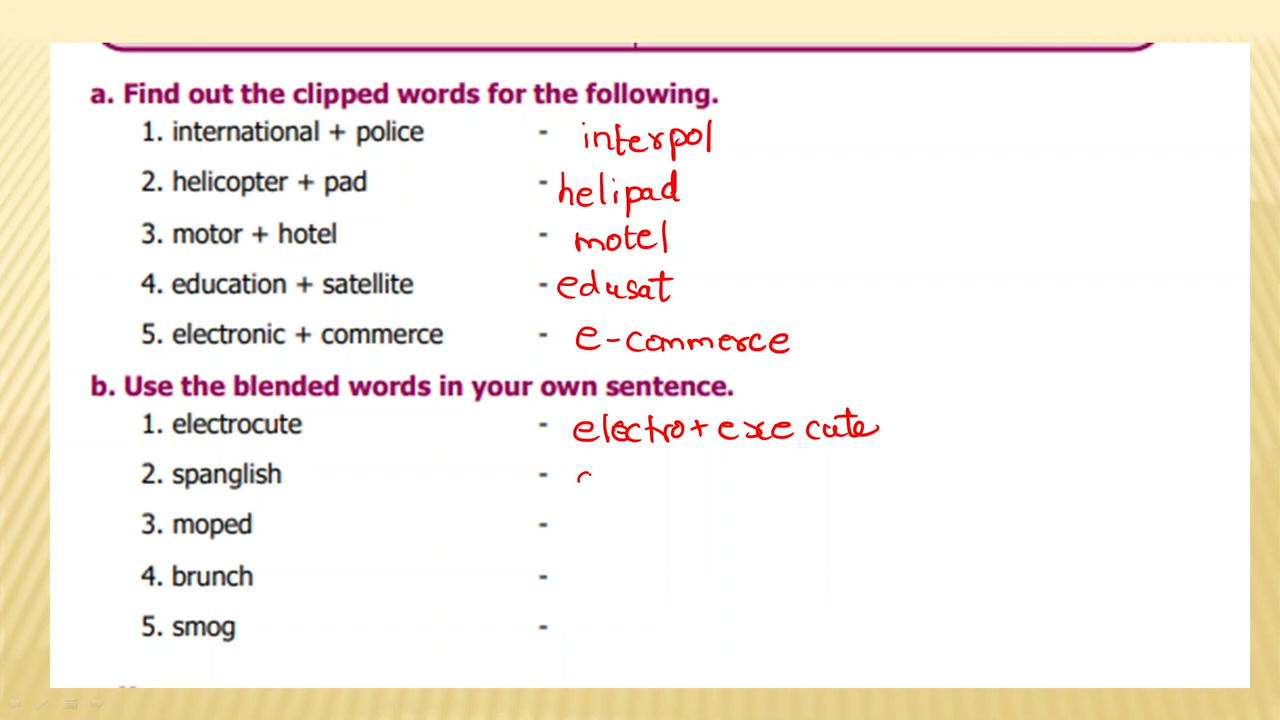 a. Find out the clipped words for the following.
1. international + police - interpol
2. helicopter + pad - helipad
3. motor + hotel - motel
4. education + satellite - edusat
5. electronic + commerce - e-commerce
b. Use the blended words in your own sentence.
1. electrocute - electro + execute
2. spanglish -
3. moped -
4. brunch -
5. smog -